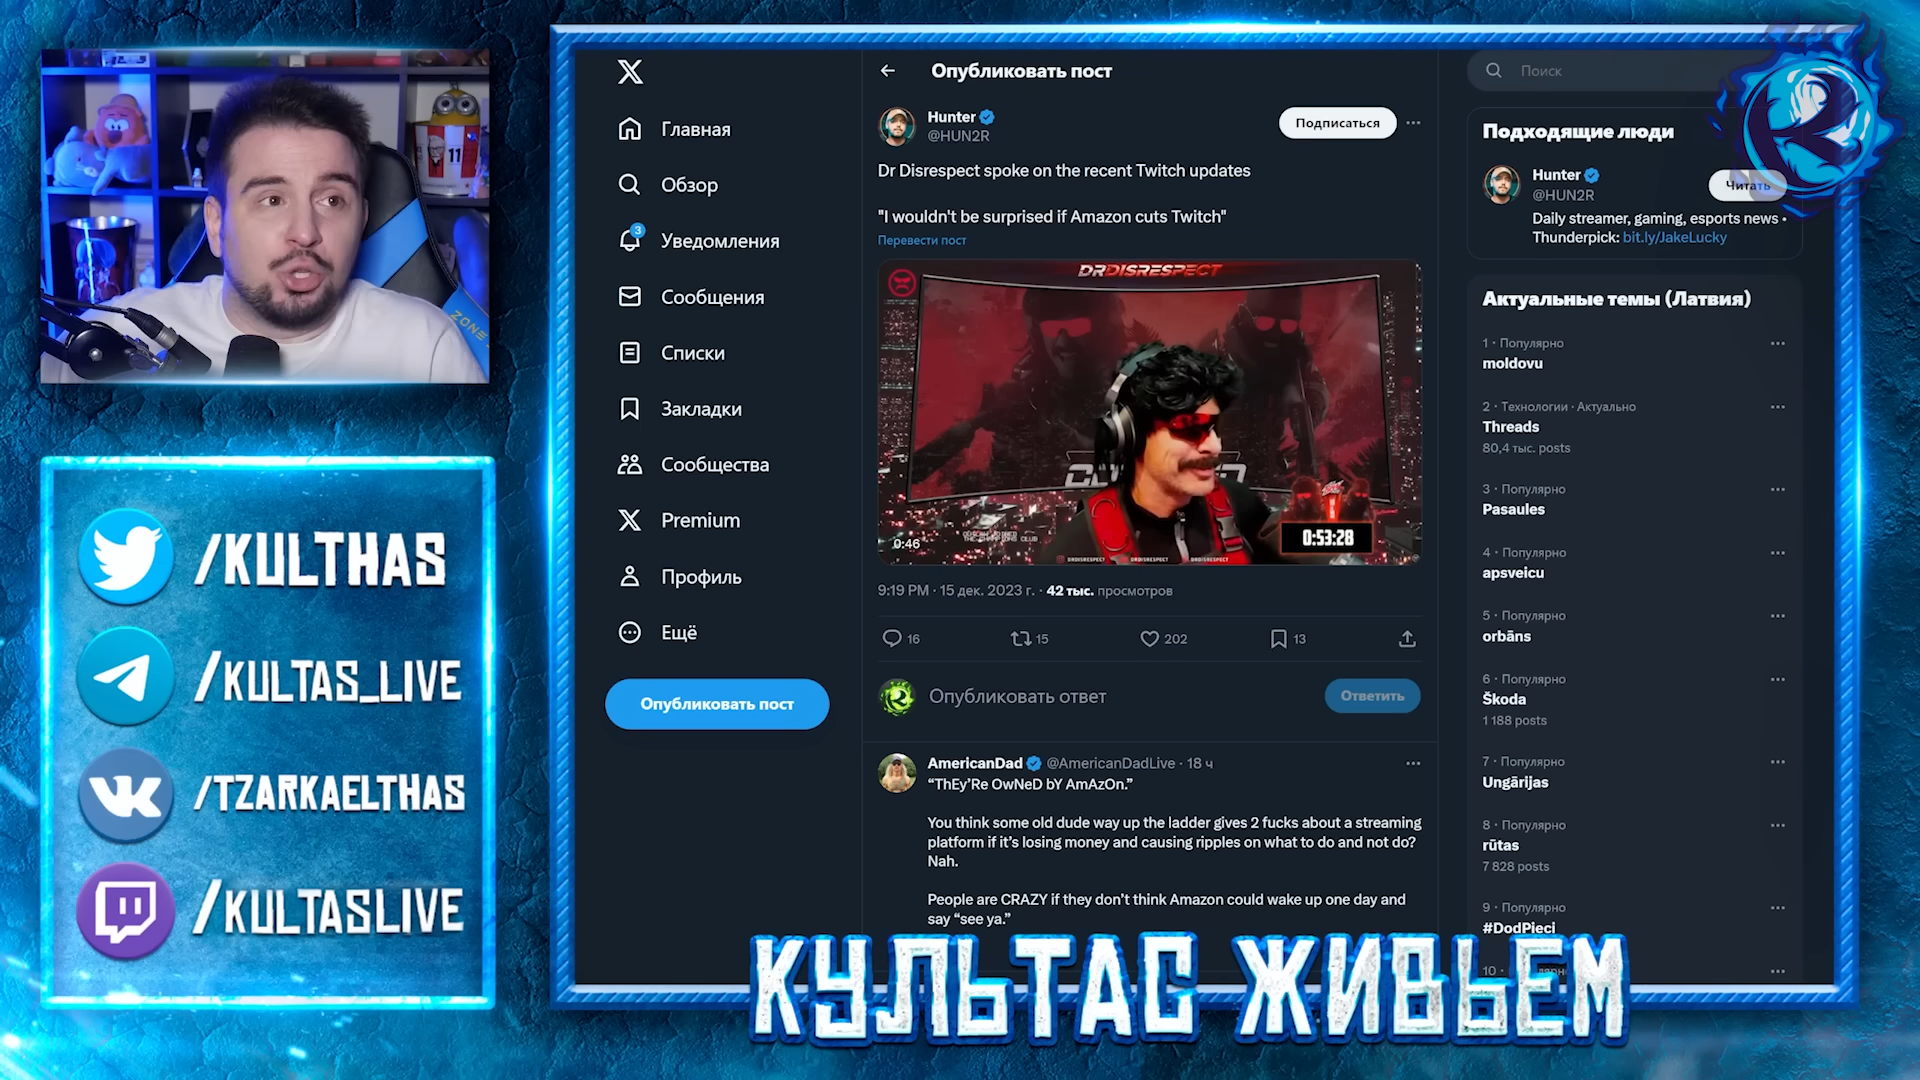 Опубликовать пост
Hunter
@HUN2R
Подписаться
Dr Disrespect spoke on the recent Twitch updates
"I wouldn't be surprised if Amazon cuts Twitch"
Перевести пост
DRDISRESPECT
0:46
0:53:28
DRDISRESPECT
DRDISRESPECT
DRDISRESPECT
9:19 PM · 15 дек. 2023 г. · 42 тыс. просмотров
16
15
202
13
Опубликовать ответ
Ответить
AmericanDad @AmericanDadLive · 18 ч
“ThEy’Re OwNeD bY AmAzOn.”
You think some old dude way up the ladder gives 2 fucks about a streaming
platform if it’s losing money and causing ripples on what to do and not do?
Nah.
People are CRAZY if they don’t think Amazon could wake up one day and
say “see ya.”
Главная
Обзор
3
Уведомления
Сообщения
Списки
Закладки
Сообщества
Premium
Профиль
Ещё
Опубликовать пост
Поиск
Подходящие люди
Hunter
@HUN2R
Читать
Daily streamer, gaming, esports news •
Thunderpick: bit.ly/JakeLucky
Актуальные темы (Латвия)
1 · Популярно
moldovu
2 · Технологии · Актуально
Threads
80,4 тыс. posts
3 · Популярно
Pasaules
4 · Популярно
apsveicu
5 · Популярно
orbāns
6 · Популярно
Škoda
1 188 posts
7 · Популярно
Ungārijas
8 · Популярно
rūtas
7 828 posts
9 · Популярно
#DodPieci
10 ·
/KULTHAS
/KULTAS_LIVE
/TZARKAELTHAS
/KULTASLIVE
КУЛЬТАС ЖИВЬЕМ
11
ZONE